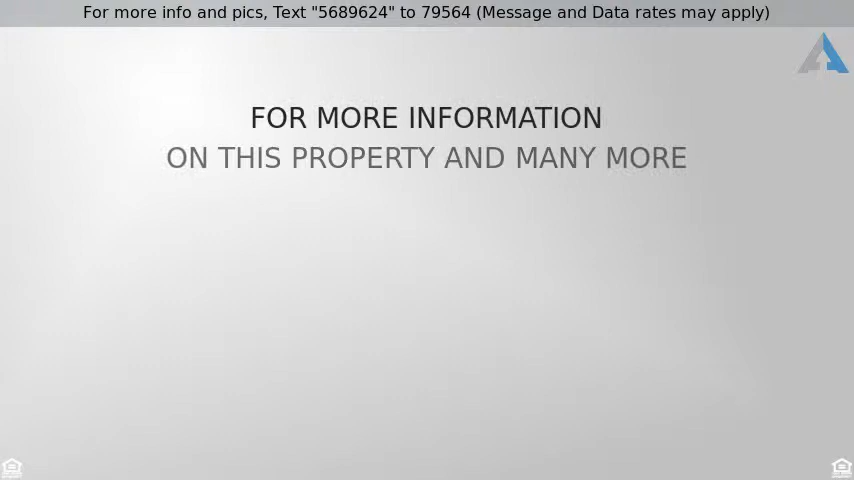 For more info and pics, Text "5689624" to 79564 (Message and Data rates may apply)
FOR MORE INFORMATION
ON THIS PROPERTY AND MANY MORE